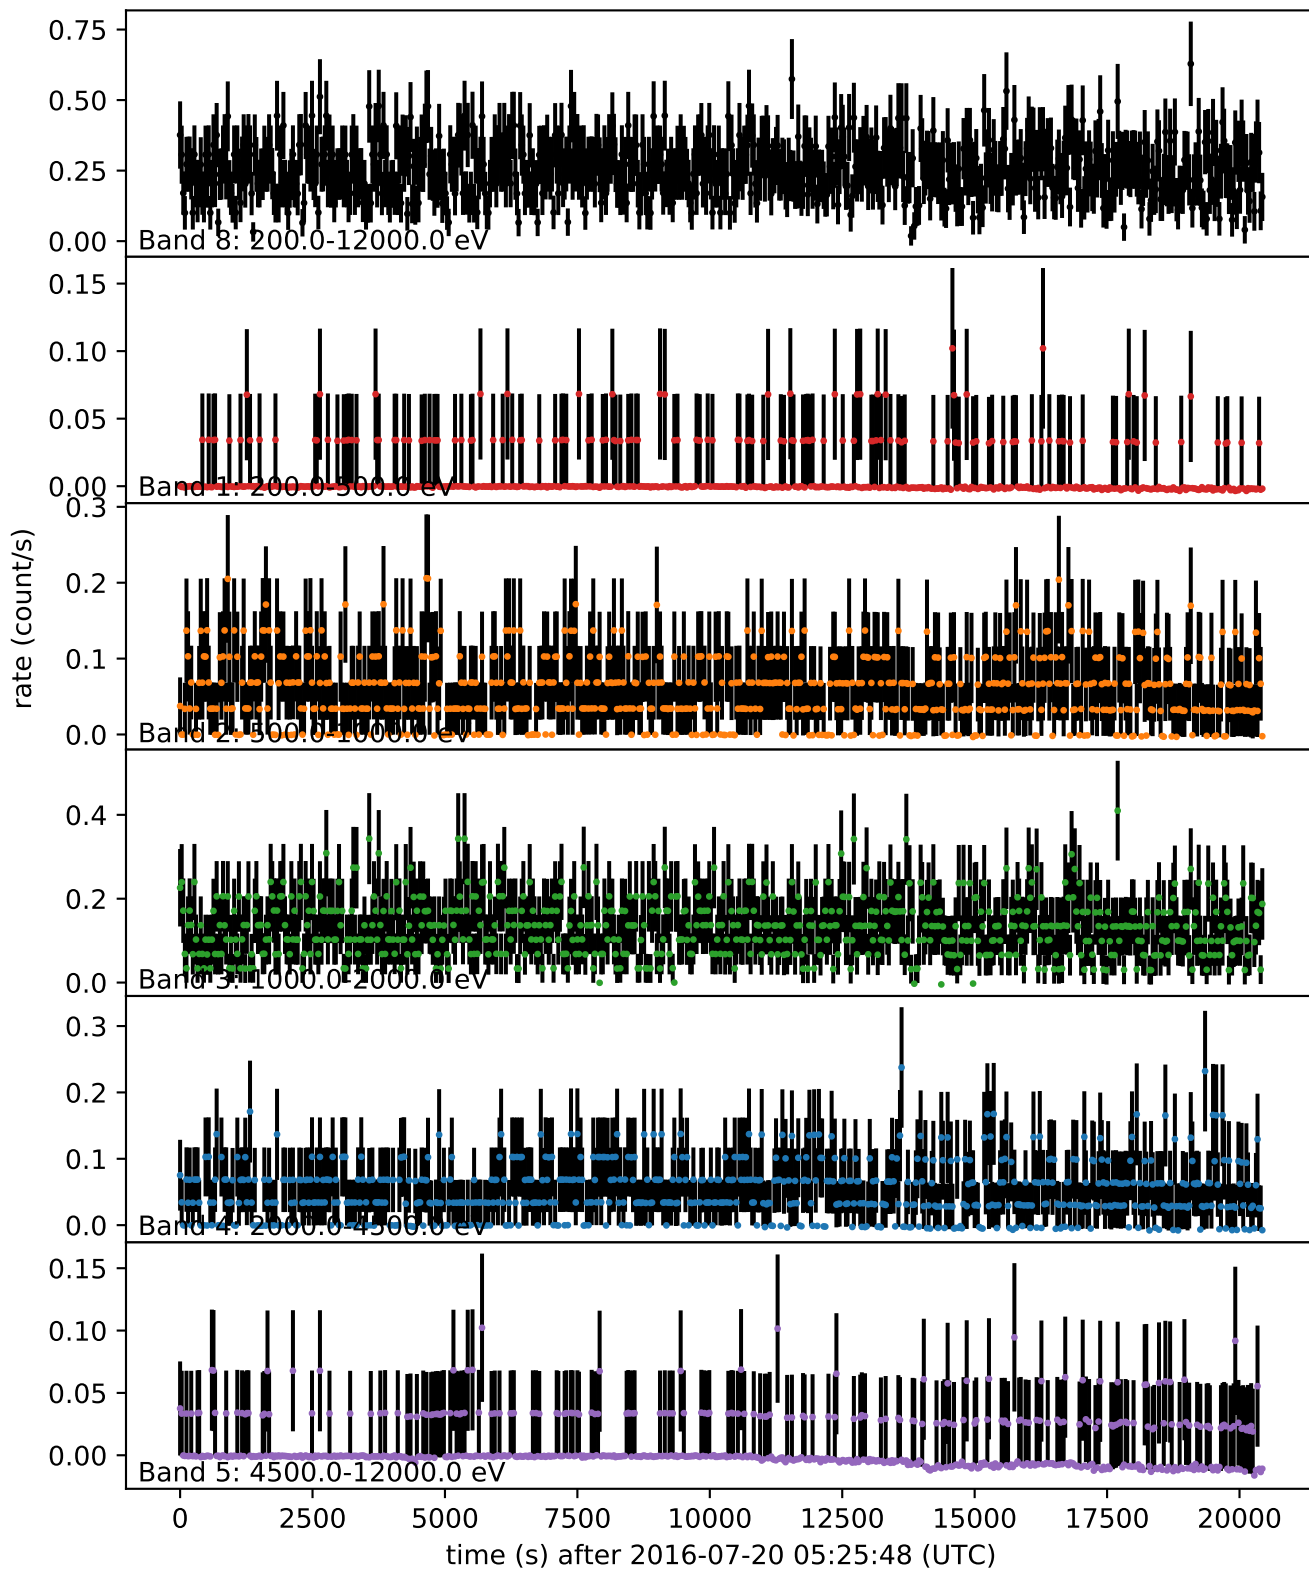 0.75
0.50
0.25
0.00
Band 8: 200.0-12000.0 eV
0.15
0.10
0.05
0.00
Band 1: 200.0-500.0 eV
0.3
0.2
0.1
0.0
Band 2: 500.0-1000.0 eV
rate (count/s)
0.4
0.2
0.0
Band 3: 1000.0-2000.0 eV
0.3
0.2
0.1
0.0
Band 4: 2000.0-4500.0 eV
0.15
0.10
0.05
0.00
Band 5: 4500.0-12000.0 eV
0 2500 5000 7500 10000 12500 15000 17500 20000
time (s) after 2016-07-20 05:25:48 (UTC)